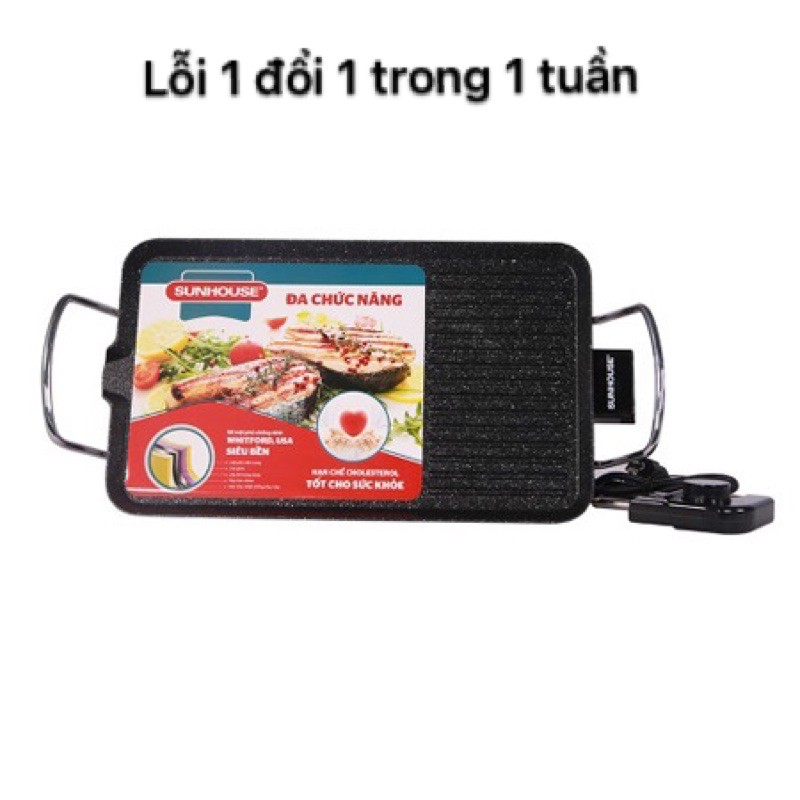 Lỗi 1 đổi 1 trong 1 tuần
SUNHOUSE®
ĐA CHỨC NĂNG
WHITFORD, USA
SIÊU BỀN
HẠN CHẾ CHOLESTEROL
TỐT CHO SỨC KHỎE
SUNHOUSE®